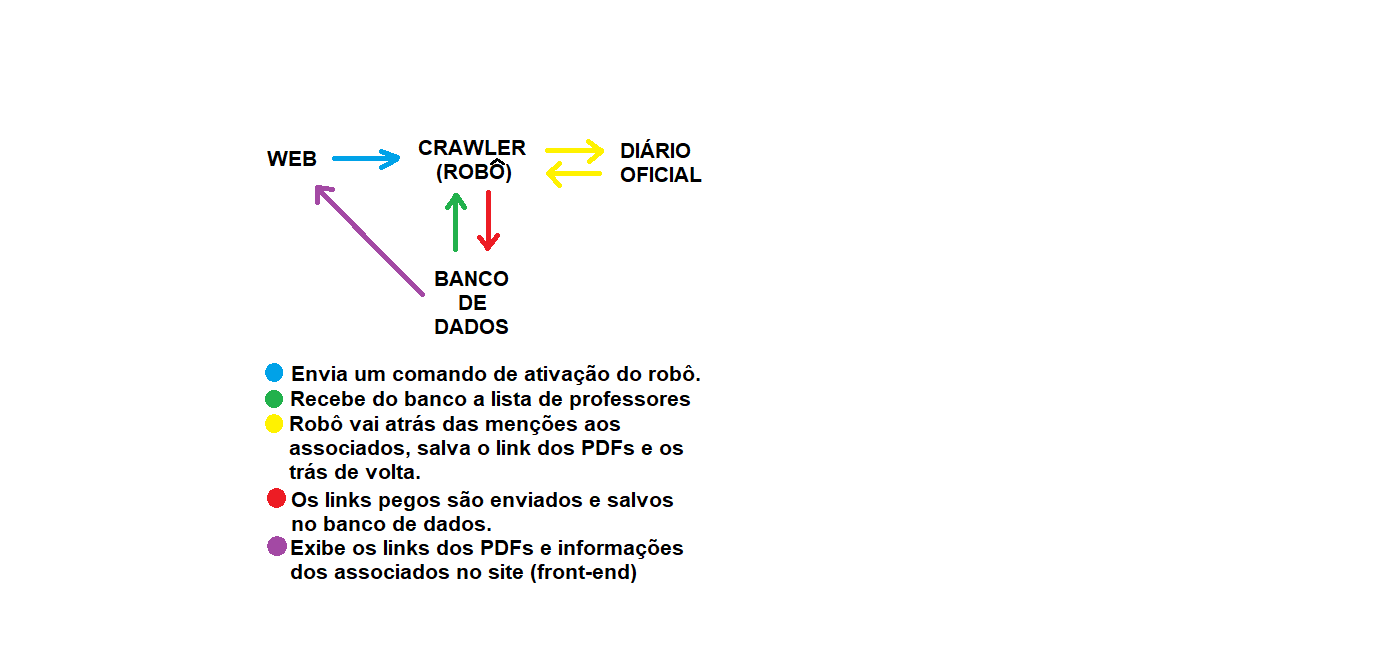 WEB
CRAWLER
(ROBÔ)
DIÁRIO
OFICIAL
BANCO
DE
DADOS
Envia um comando de ativação do robô.
Recebe do banco a lista de professores
Robô vai atrás das menções aos
associados, salva o link dos PDFs e os
trás de volta.
Os links pegos são enviados e salvos
no banco de dados.
Exibe os links dos PDFs e informações
dos associados no site (front-end)